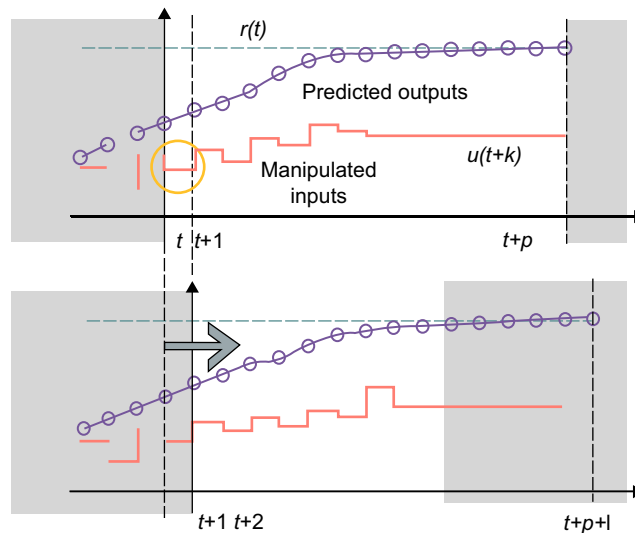 r(t)
Predicted outputs
u(t+k)
Manipulated
inputs
t t+1
t+p
t+1 t+2
t+p+l